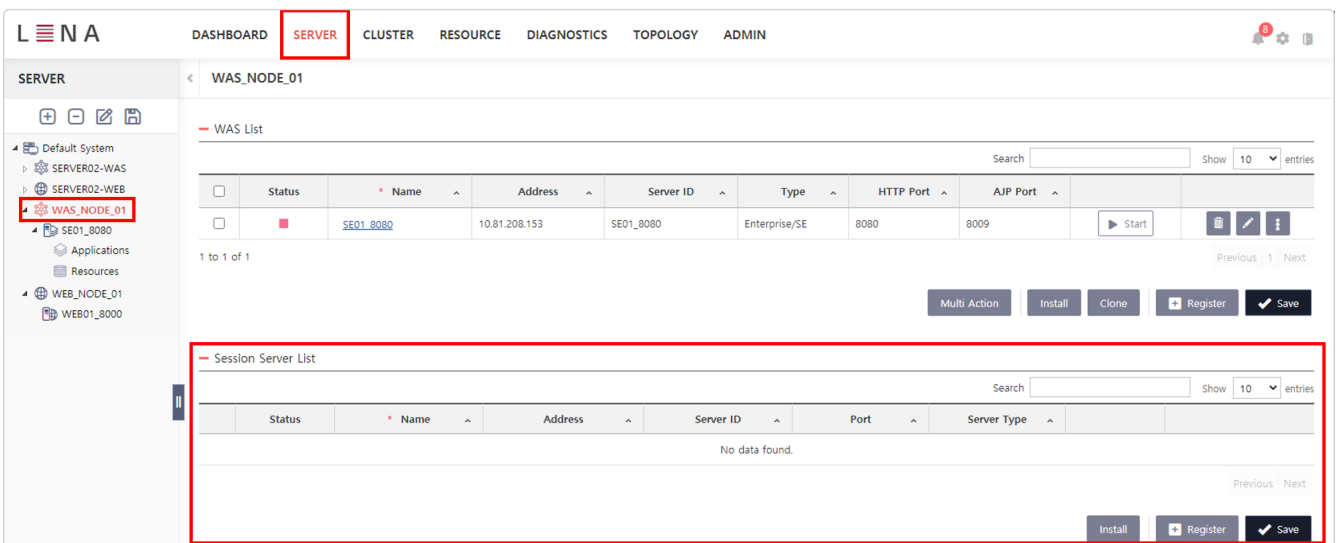 LENA
DASHBOARD SERVER CLUSTER RESOURCE DIAGNOSTICS TOPOLOGY ADMIN
8
SERVER
WAS_NODE_01
Default System
SERVER02-WAS
SERVER02-WEB
WAS_NODE_01
SE01_8080
Applications
Resources
WEB_NODE_01
WEB01_8000
WAS List
Search Show 10 entries
Status * Name Address Server ID Type HTTP Port AJP Port
SE01_8080 10.81.208.153 SE01_8080 Enterprise/SE 8080 8009 Start
1 to 1 of 1
Previous 1 Next
Multi Action Install Clone Register Save
Session Server List
Search Show 10 entries
Status * Name Address Server ID Port Server Type
No data found.
Previous Next
Install Register Save